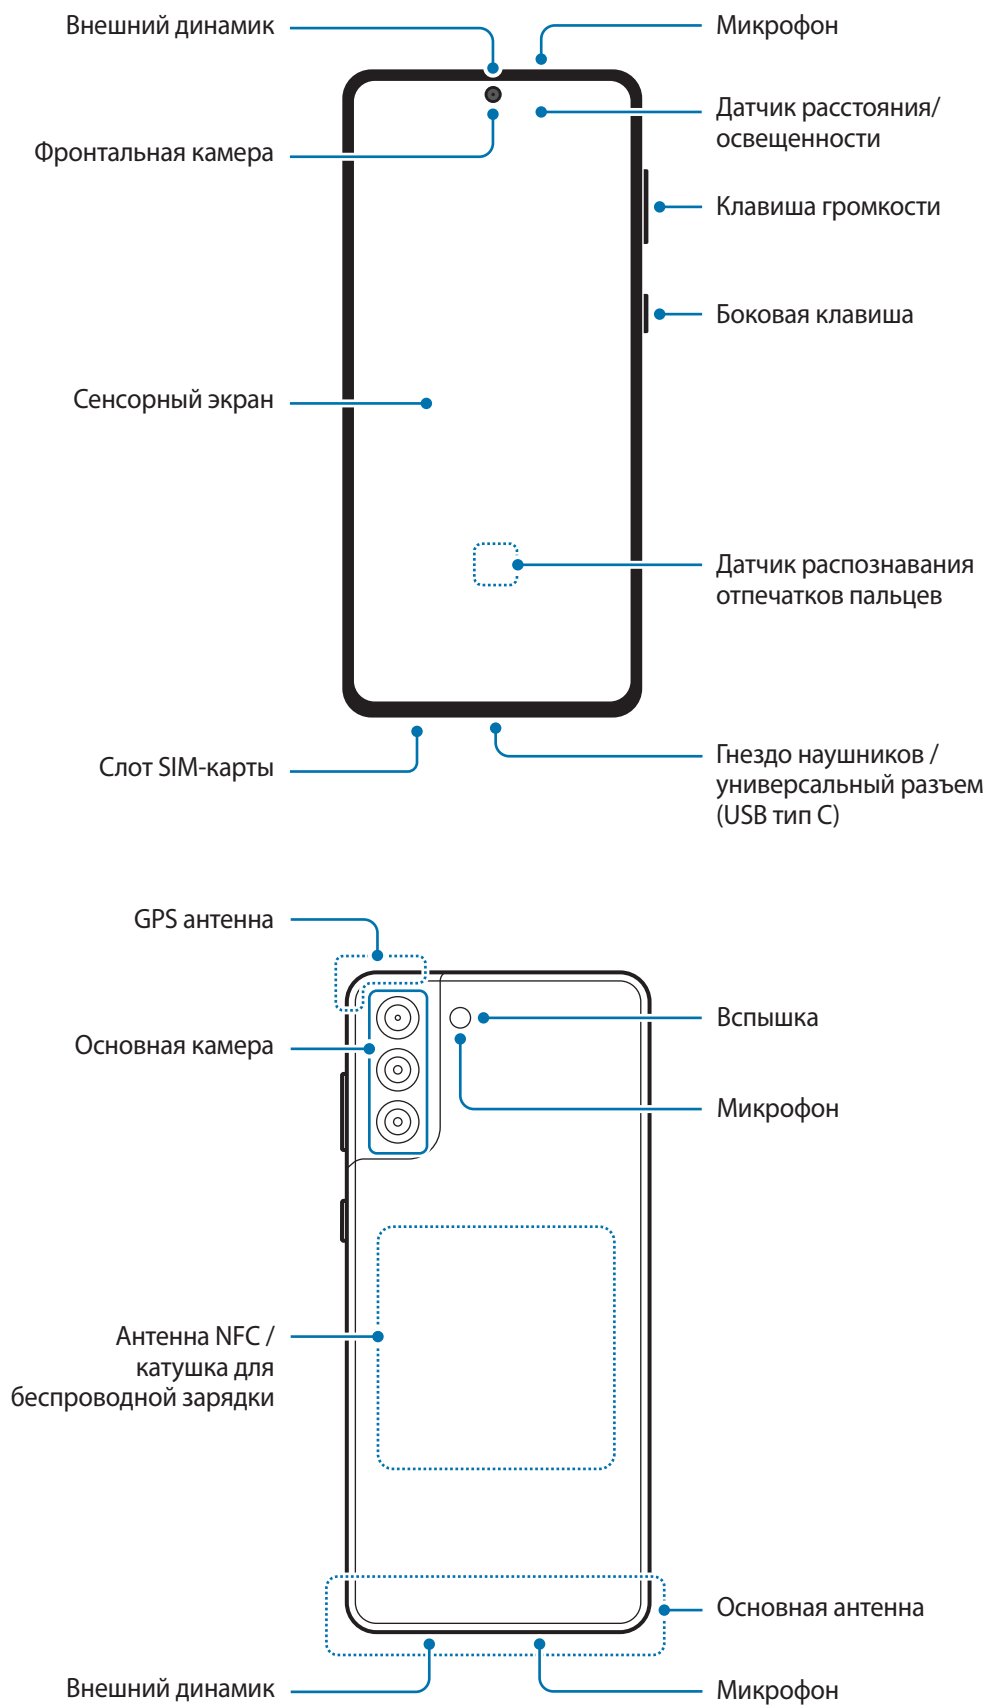 Внешний динамик
Микрофон
Датчик расстояния/
освещенности
Фронтальная камера
Клавиша громкости
Боковая клавиша
Сенсорный экран
Датчик распознавания
отпечатков пальцев
Слот SIM-карты
Гнездо наушников /
универсальный разъем
(USB тип C)
GPS антенна
Вспышка
Основная камера
Микрофон
Антенна NFC /
катушка для
беспроводной зарядки
Основная антенна
Внешний динамик
Микрофон